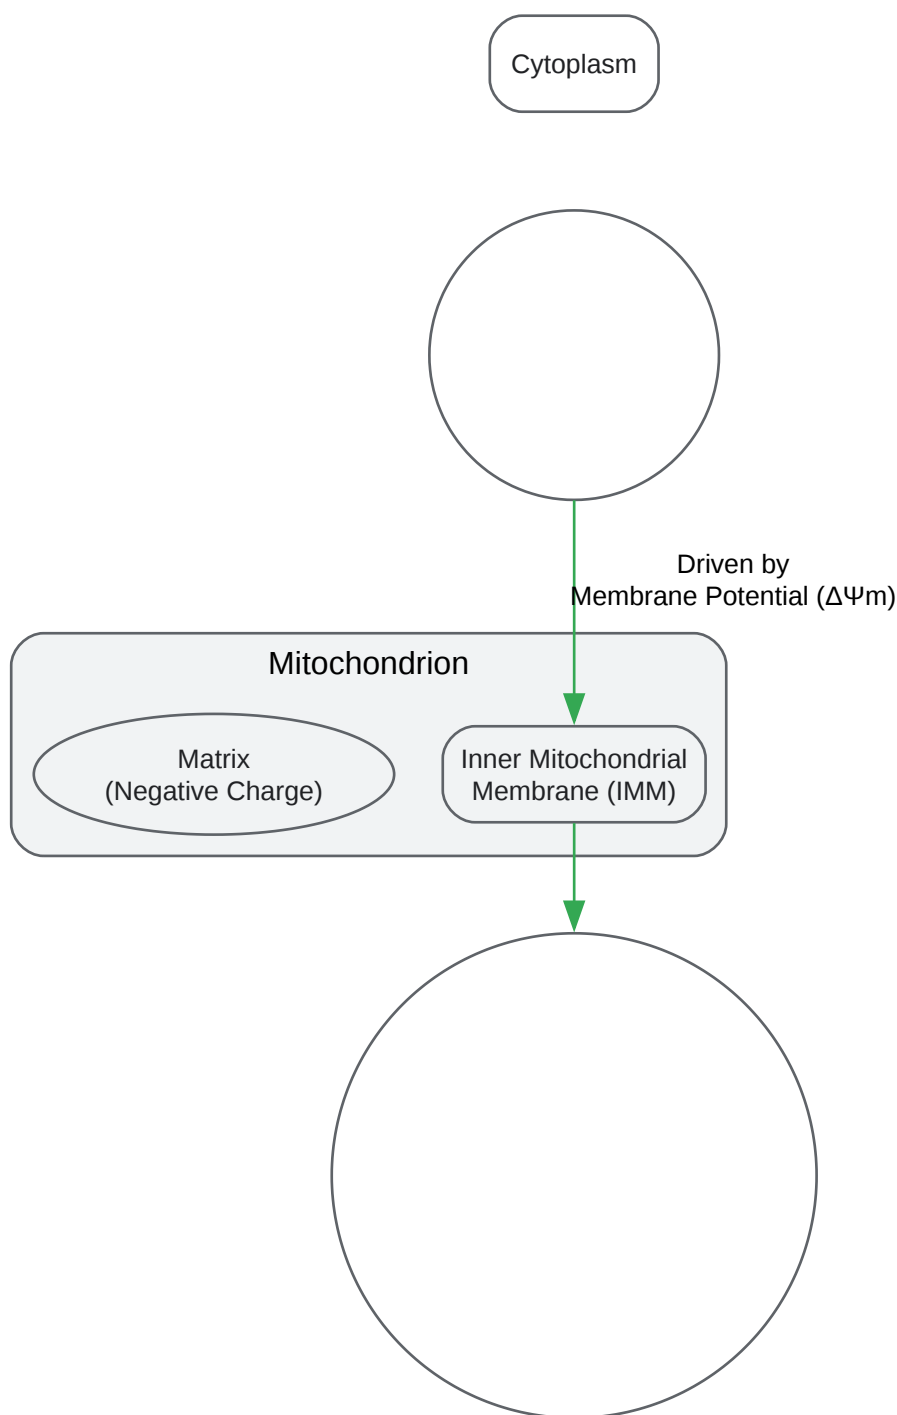 Cytoplasm
Driven by
Membrane Potential (ΔΨm)
Mitochondrion
Matrix
(Negative Charge)
Inner Mitochondrial
Membrane (IMM)